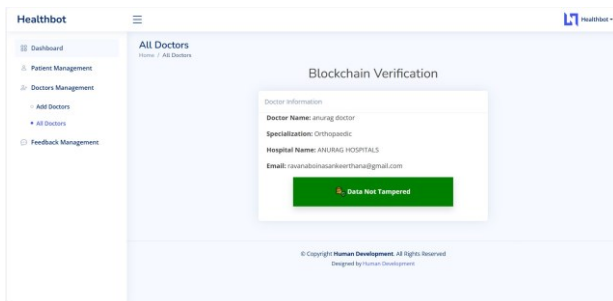 Healthbot
Healthbot
Dashboard
Patient Management
Doctors Management
Add Doctors
All Doctors
Feedback Management
All Doctors
Home / All Doctors
Blockchain Verification
Doctor Information
Doctor Name: anurag doctor
Specialization: Orthopaedic
Hospital Name: ANURAG HOSPITALS
Email: ravanaboinasankeerthana@gmail.com
Data Not Tampered
© Copyright Human Development. All Rights Reserved
Designed by Human Development